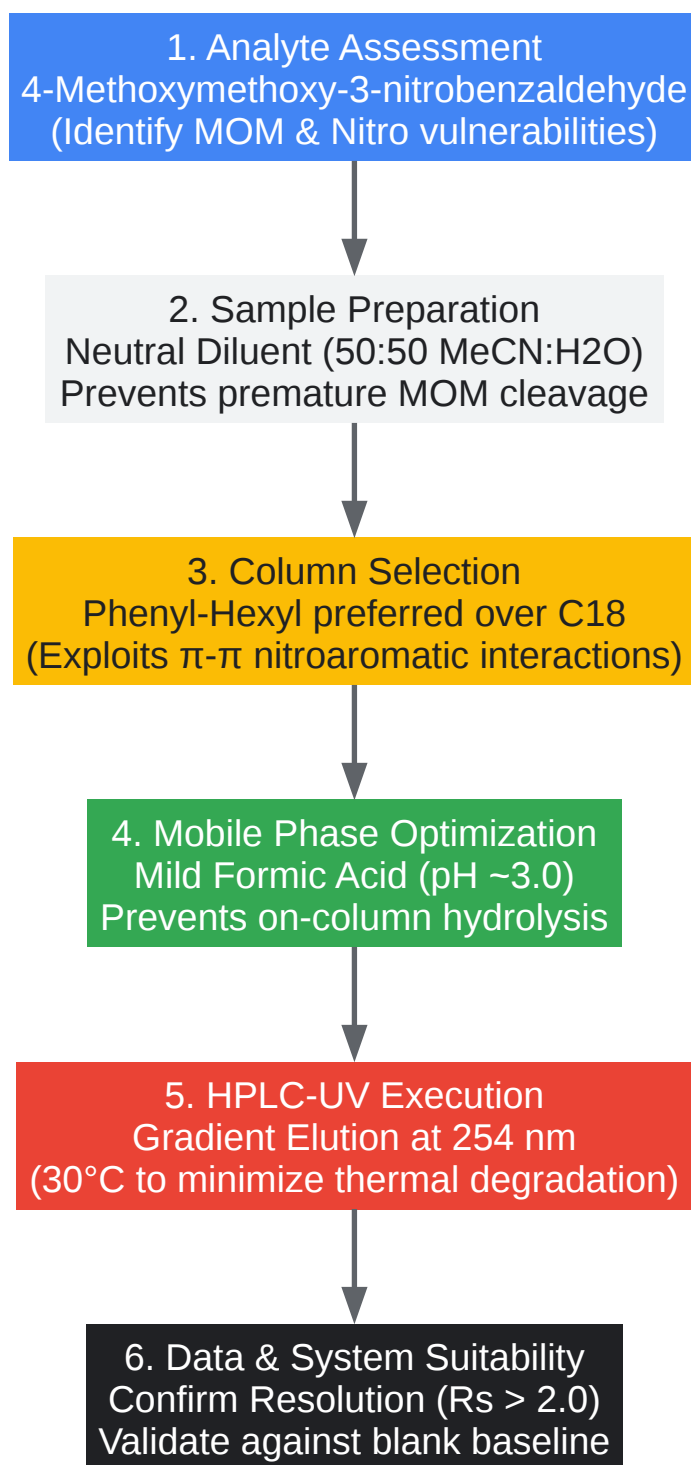 1. Analyte Assessment
4-Methoxymethoxy-3-nitrobenzaldehyde
(Identify MOM & Nitro vulnerabilities)
2. Sample Preparation
Neutral Diluent (50:50 MeCN:H2O)
Prevents premature MOM cleavage
3. Column Selection
Phenyl-Hexyl preferred over C18
(Exploits π-π nitroaromatic interactions)
4. Mobile Phase Optimization
Mild Formic Acid (pH ~3.0)
Prevents on-column hydrolysis
5. HPLC-UV Execution
Gradient Elution at 254 nm
(30°C to minimize thermal degradation)
6. Data & System Suitability
Confirm Resolution (Rs > 2.0)
Validate against blank baseline